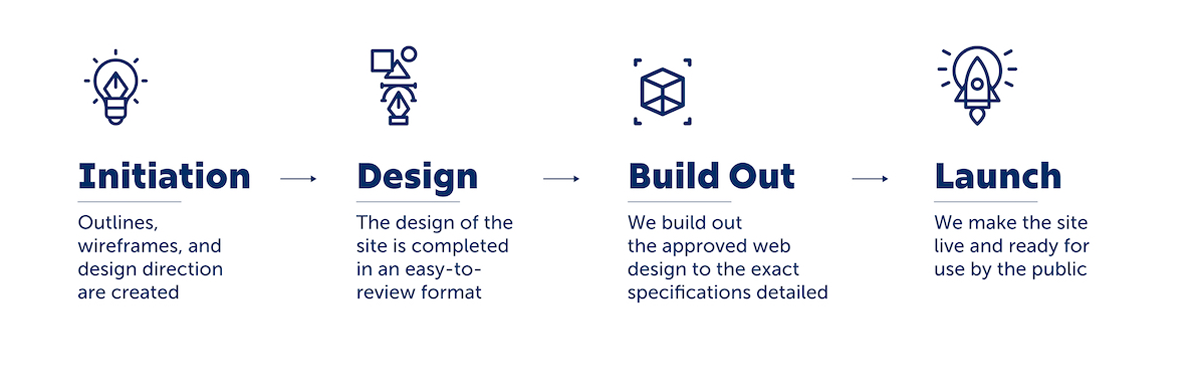 Initiation
Outlines,
wireframes, and
design direction
are created
Design
The design of the
site is completed
in an easy-to-
review format
Build Out
We build out
the approved web
design to the exact
specifications detailed
Launch
We make the site
live and ready for
use by the public